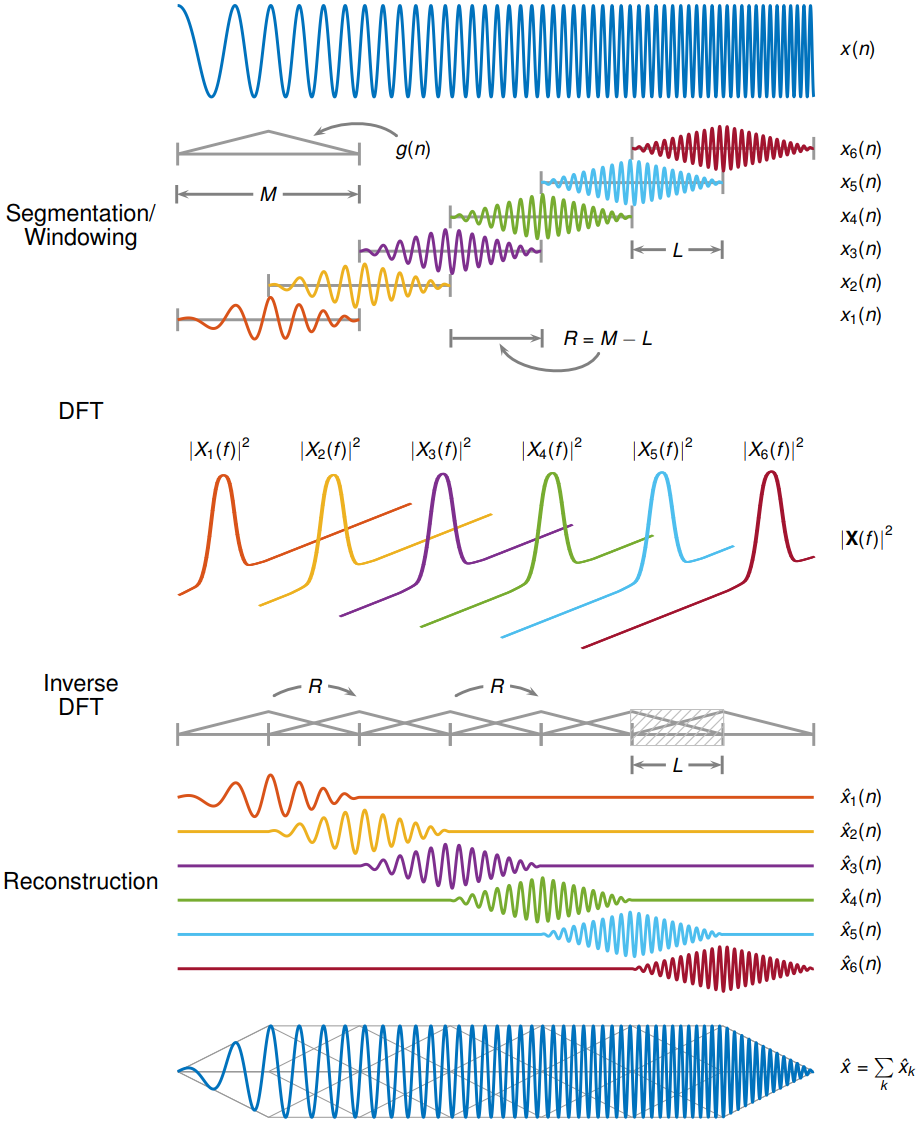 x(n)
g(n)
x₆(n)
x₅(n)
M
x₄(n)
Segmentation/
Windowing
x₃(n)
L
x₂(n)
x₁(n)
R = M − L
DFT
|X₁(f)|² |X₂(f)|² |X₃(f)|² |X₄(f)|² |X₅(f)|² |X₆(f)|²
|𝐗(f)|²
Inverse
DFT
R R
L
x̂₁(n)
x̂₂(n)
x̂₃(n)
Reconstruction
x̂₄(n)
x̂₅(n)
x̂₆(n)
x̂ = ∑ x̂ₖ
k